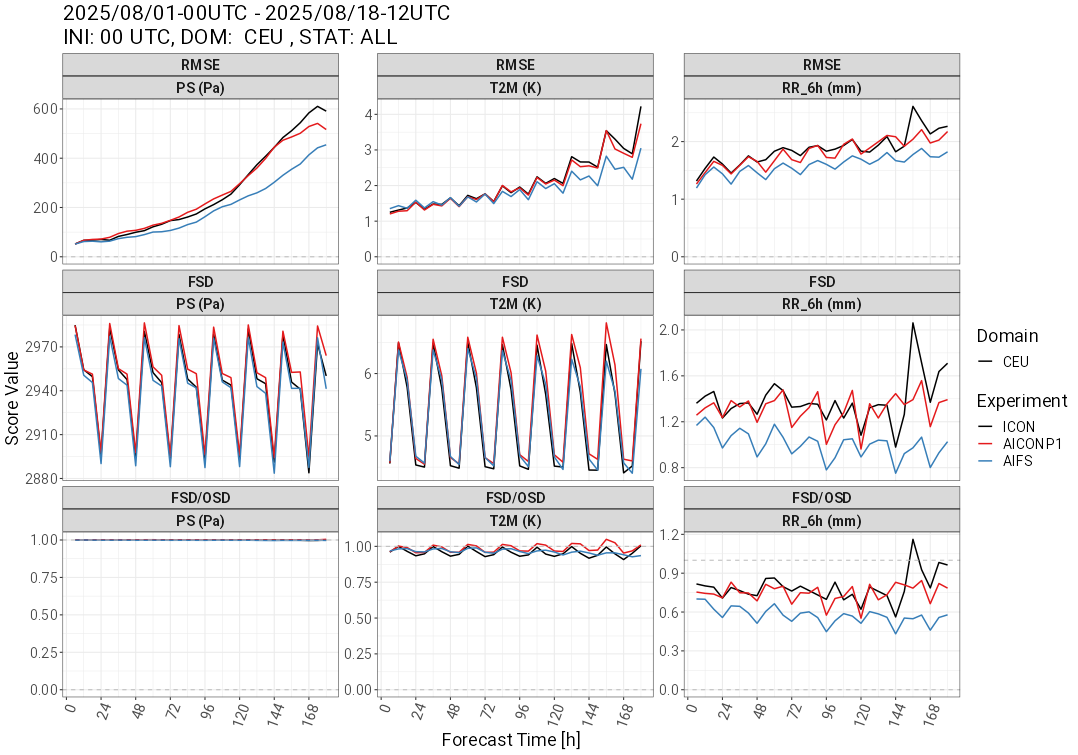 2025/08/01-00UTC - 2025/08/18-12UTC
INI: 00 UTC, DOM:  CEU , STAT: ALL
RMSE
PS (Pa)
RMSE
T2M (K)
RMSE
RR_6h (mm)
600
400
200
0
4
3
2
1
0
2
1
0
FSD
PS (Pa)
FSD
T2M (K)
FSD
RR_6h (mm)
2970
2940
2910
2880
6
5
2.0
1.6
1.2
0.8
FSD/OSD
PS (Pa)
FSD/OSD
T2M (K)
FSD/OSD
RR_6h (mm)
1.00
0.75
0.50
0.25
0.00
1.00
0.75
0.50
0.25
0.00
1.2
0.9
0.6
0.3
0.0
0 24 48 72 96 120 144 168
0 24 48 72 96 120 144 168
0 24 48 72 96 120 144 168
Score Value
Forecast Time [h]
Domain
CEU
Experiment
ICON
AICONP1
AIFS